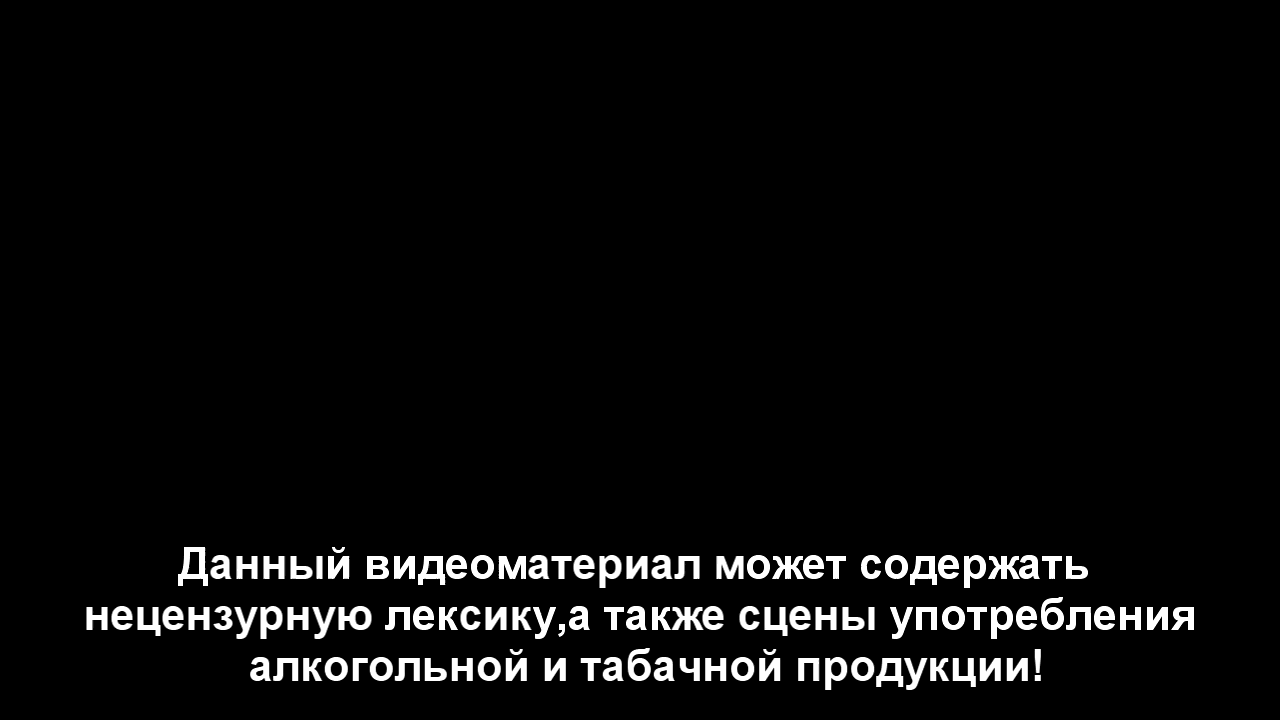 Данный видеоматериал может содержать
нецензурную лексику,а также сцены употребления
алкогольной и табачной продукции!